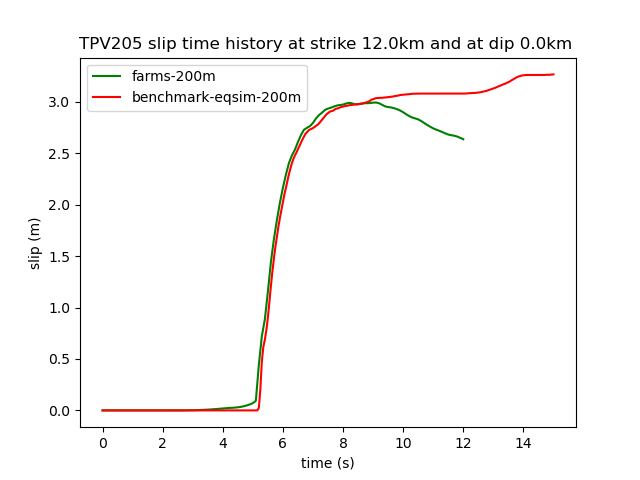 TPV205 slip time history at strike 12.0km and at dip 0.0km
farms-200m
benchmark-eqsim-200m
3.0
2.5
2.0
1.5
1.0
0.5
0.0
slip (m)
0 2 4 6 8 10 12 14
time (s)